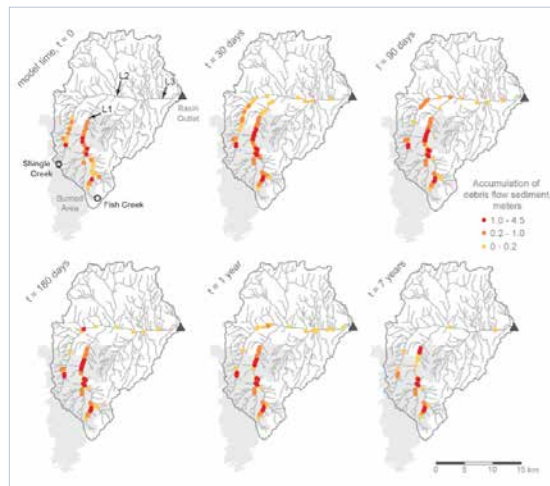 model time, t = 0
t = 30 days
t = 90 days
L2
L3
Basin
Outlet
L1
Shingle
Creek
Burned
Area
Fish Creek
Accumulation of
debris flow sediment
meters
1.0 - 4.5
0.2 - 1.0
0 - 0.2
t = 180 days
t = 1 year
t = 7 years
0
5
10
15 km